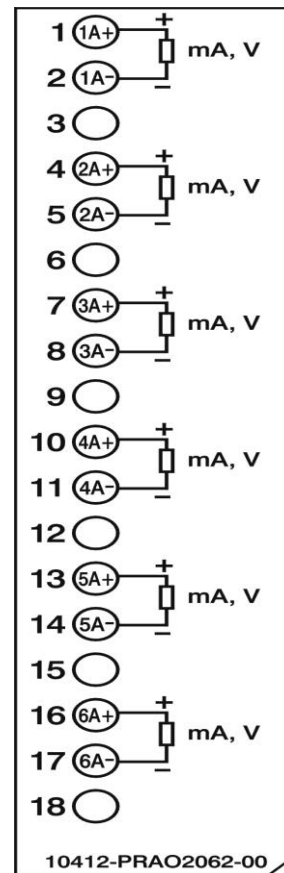 1 1A+ + mA, V
2 1A- -
3
4 2A+ + mA, V
5 2A- -
6
7 3A+ + mA, V
8 3A- -
9
10 4A+ + mA, V
11 4A- -
12
13 5A+ + mA, V
14 5A- -
15
16 6A+ + mA, V
17 6A- -
18
10412-PRAO2062-00